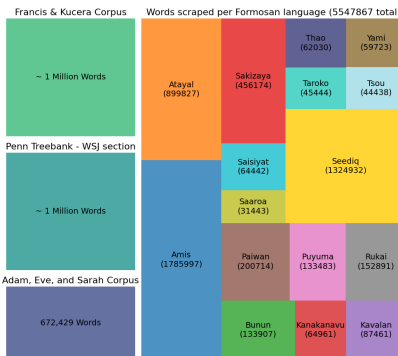 Francis & Kucera Corpus
~ 1 Million Words
Penn Treebank - WSJ section
~ 1 Million Words
Adam, Eve, and Sarah Corpus
672,429 Words
Words scraped per Formosan language (5547867 total
Atayal
(899827)
Amis
(1785997)
Sakizaya
(456174)
Saisiyat
(64442)
Saaroa
(31443)
Thao
(62030)
Yami
(59723)
Taroko
(45444)
Tsou
(44438)
Seediq
(1324932)
Paiwan
(200714)
Puyuma
(133483)
Rukai
(152891)
Bunun
(133907)
Kanakanavu
(64961)
Kavalan
(87461)